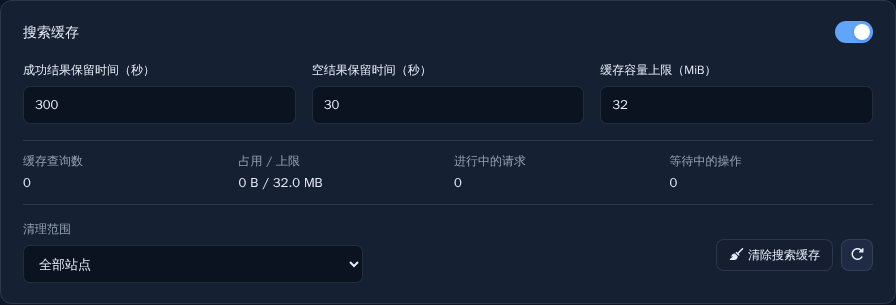 搜索缓存
成功结果保留时间（秒） 空结果保留时间（秒） 缓存容量上限（MiB）
300 30 32
缓存查询数 占用 / 上限 进行中的请求 等待中的操作
0 0 B / 32.0 MB 0 0
清理范围
全部站点 清除搜索缓存